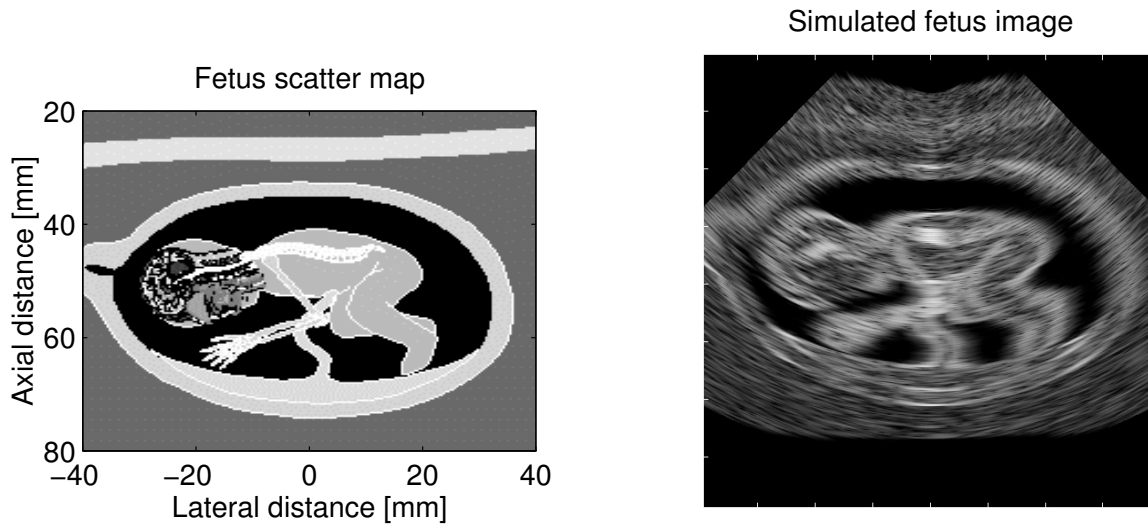 Simulated fetus image
Fetus scatter map
20
40
60
80
Axial distance [mm]
−40
−20
0
20
40
Lateral distance [mm]